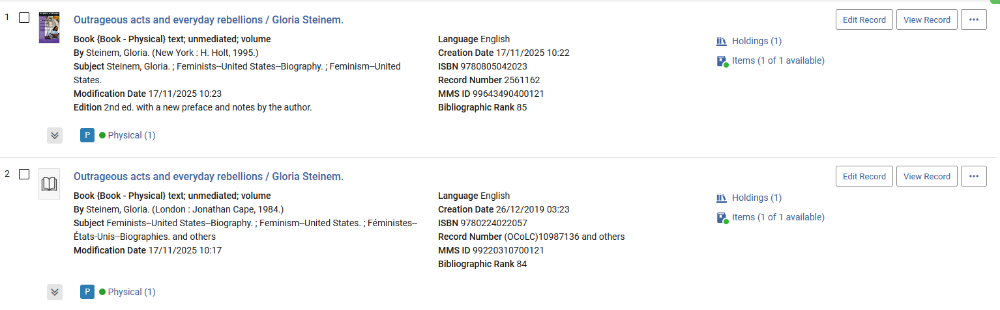 1
Outrageous acts and everyday rebellions / Gloria Steinem.
Edit Record
View Record
Book {Book - Physical} text; unmediated; volume
By Steinem, Gloria. (New York : H. Holt, 1995.)
Subject Steinem, Gloria. ; Feminists--United States--Biography. ; Feminism--United
States.
Modification Date 17/11/2025 10:23
Edition 2nd ed. with a new preface and notes by the author.
Language English
Creation Date 17/11/2025 10:22
ISBN 9780805042023
Record Number 2561162
MMS ID 99643490400121
Bibliographic Rank 85
Holdings (1)
Items (1 of 1 available)
P Physical (1)
2
Outrageous acts and everyday rebellions / Gloria Steinem.
Edit Record
View Record
Book {Book - Physical} text; unmediated; volume
By Steinem, Gloria. (London : Jonathan Cape, 1984.)
Subject Feminists--United States--Biography. ; Feminism--United States. ; Féministes--
États-Unis--Biographies. and others
Modification Date 17/11/2025 10:17
Language English
Creation Date 26/12/2019 03:23
ISBN 9780224022057
Record Number (OCoLC)10987136 and others
MMS ID 99220310700121
Bibliographic Rank 84
Holdings (1)
Items (1 of 1 available)
P Physical (1)